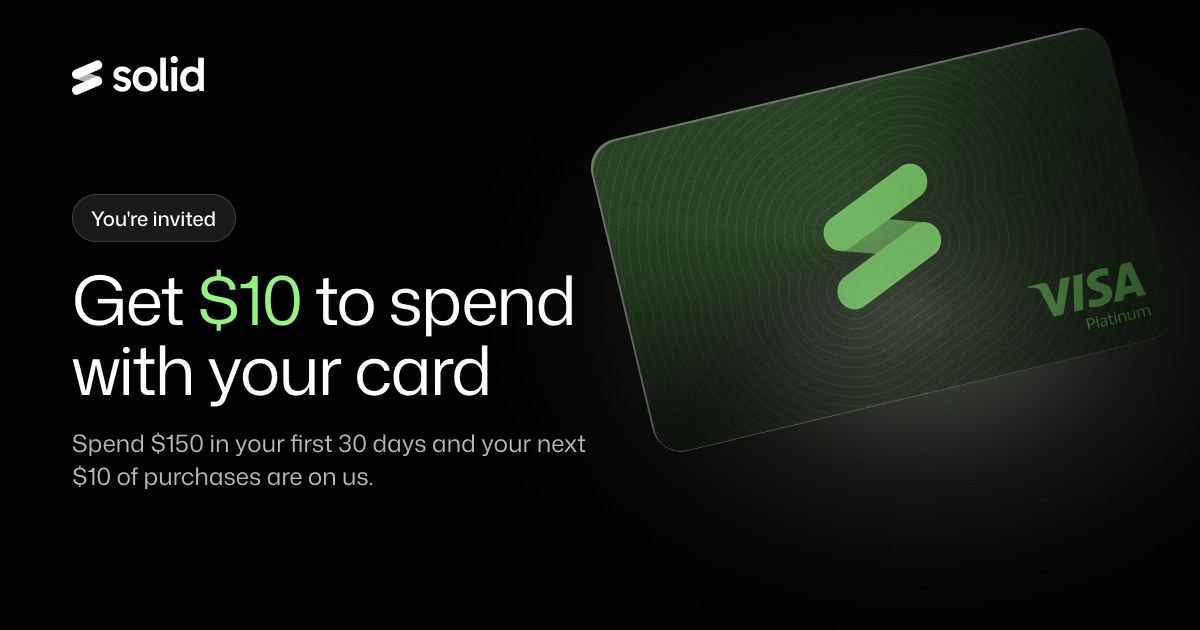 solid
You're invited
Get $10 to spend
with your card
Spend $150 in your first 30 days and your next
$10 of purchases are on us.
VISA
Platinum